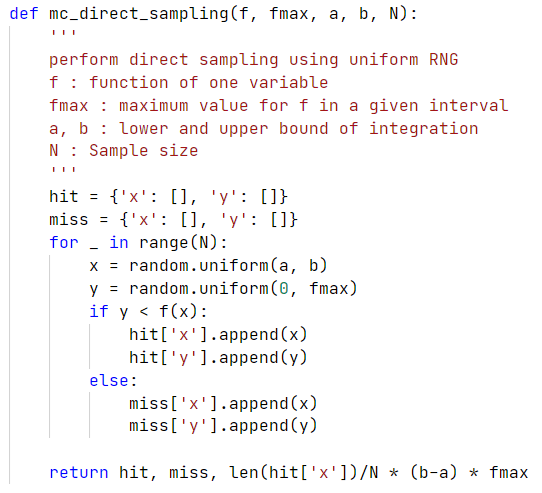 def mc_direct_sampling(f, fmax, a, b, N):
    '''
    perform direct sampling using uniform RNG
    f : function of one variable
    fmax : maximum value for f in a given interval
    a, b : lower and upper bound of integration
    N : Sample size
    '''
    hit = {'x': [], 'y': []}
    miss = {'x': [], 'y': []}
    for _ in range(N):
        x = random.uniform(a, b)
        y = random.uniform(0, fmax)
        if y < f(x):
            hit['x'].append(x)
            hit['y'].append(y)
        else:
            miss['x'].append(x)
            miss['y'].append(y)

    return hit, miss, len(hit['x'])/N * (b-a) * fmax